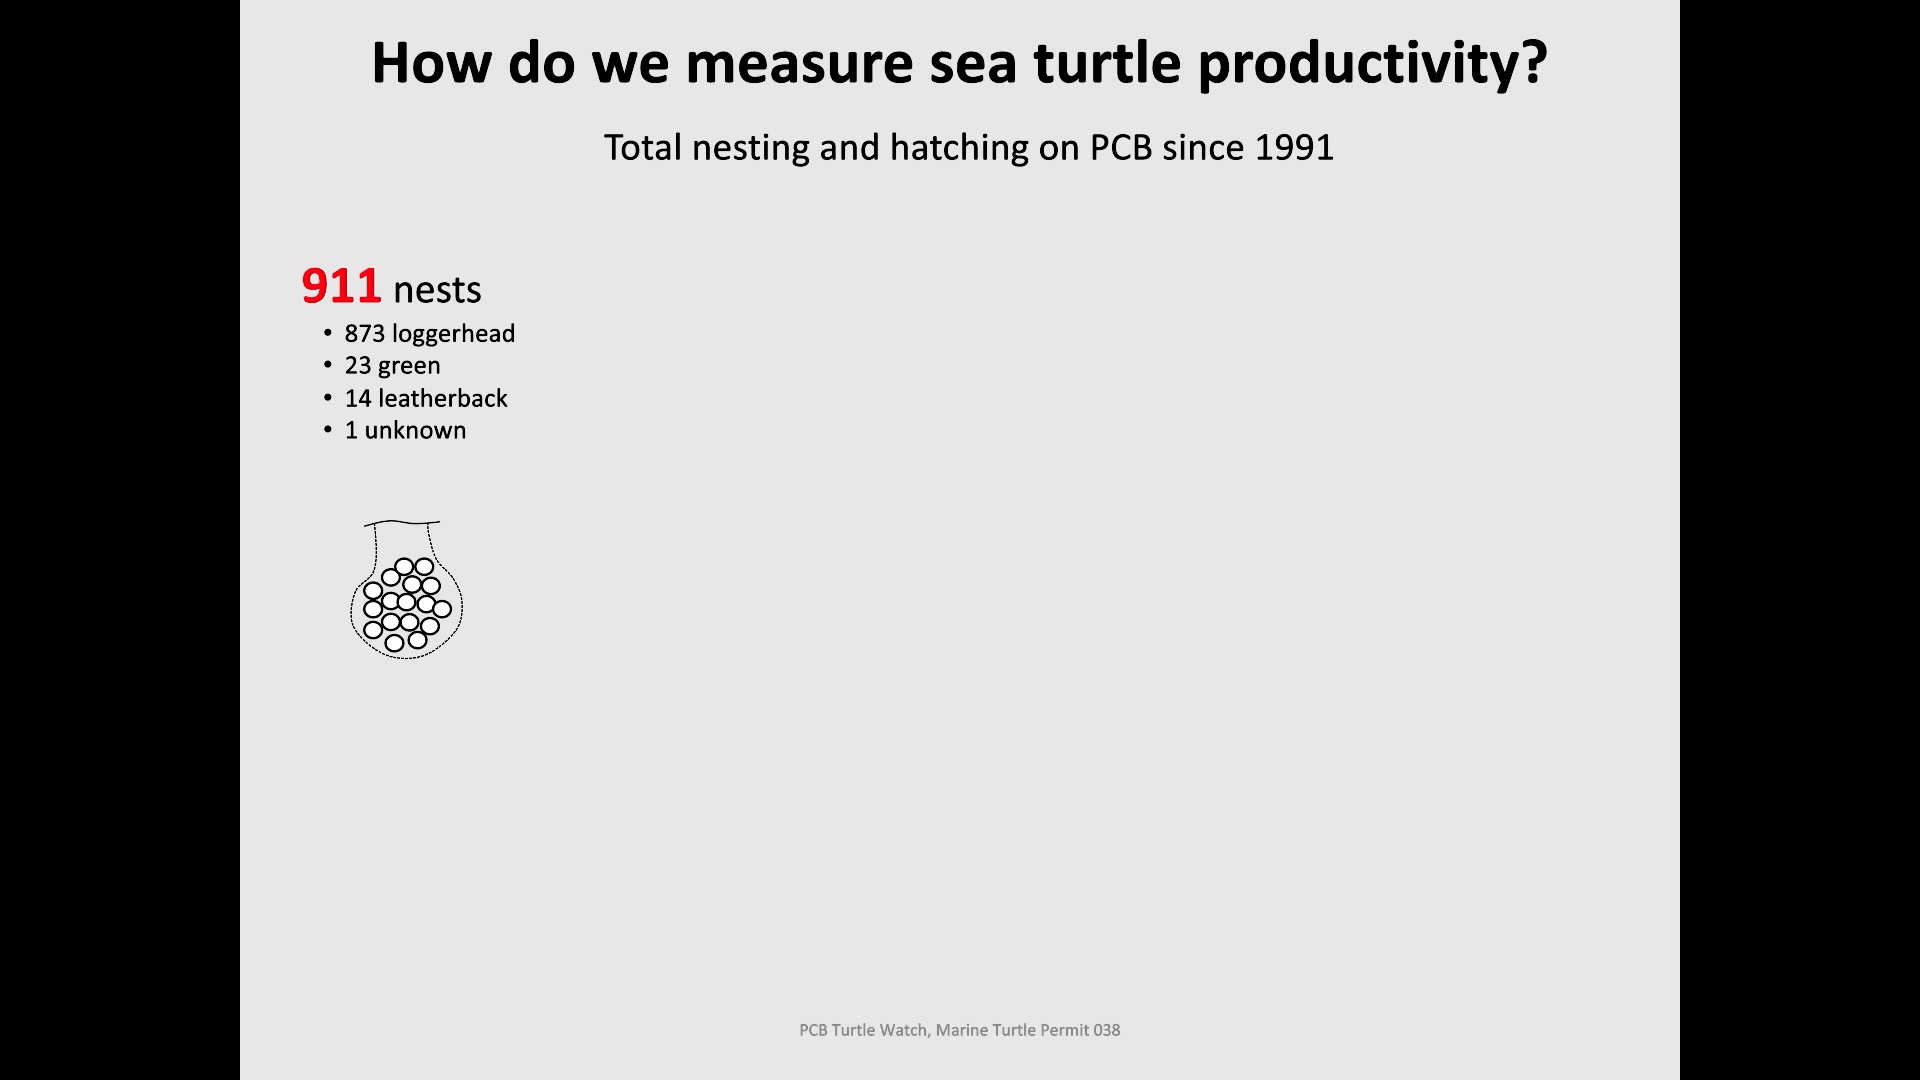 How do we measure sea turtle productivity?
Total nesting and hatching on PCB since 1991
911 nests
• 873 loggerhead
• 23 green
• 14 leatherback
• 1 unknown
PCB Turtle Watch, Marine Turtle Permit 038